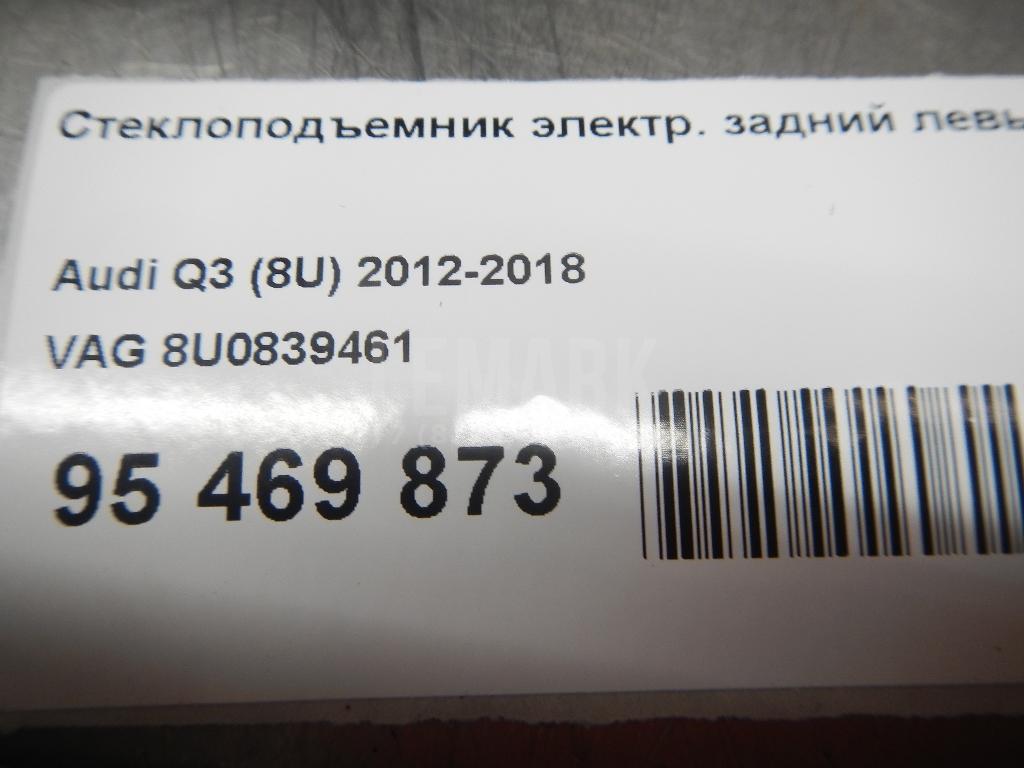 Стеклоподъемник электр. задний левы
Audi Q3 (8U) 2012-2018
VAG 8U0839461
95 469 873